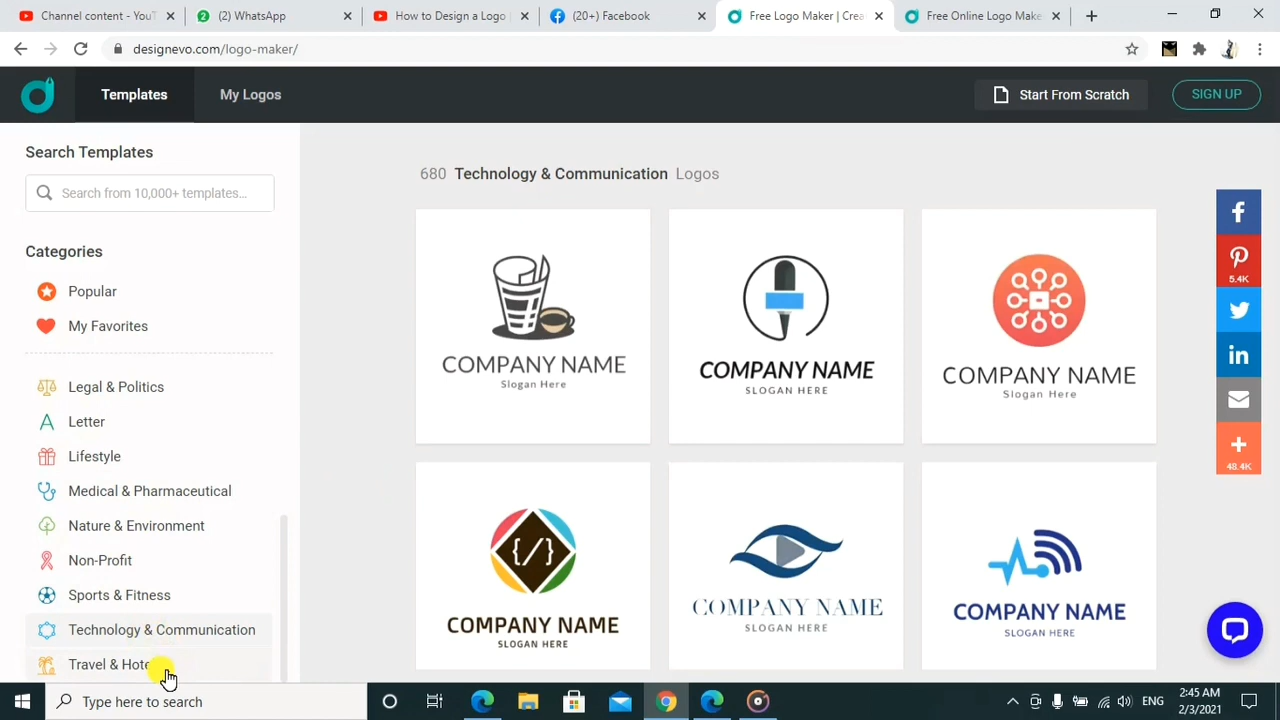 Channel content - YouT
(2) WhatsApp
How to Design a Logo
(20+) Facebook
Free Logo Maker | Crea
Free Online Logo Make
designevo.com/logo-maker/
Templates
My Logos
Start From Scratch
SIGN UP
Search Templates
Search from 10,000+ templates...
Categories
Popular
My Favorites
Legal & Politics
Letter
Lifestyle
Medical & Pharmaceutical
Nature & Environment
Non-Profit
Sports & Fitness
Technology & Communication
Travel & Hote
680 Technology & Communication Logos
COMPANY NAME
Slogan Here
COMPANY NAME
SLOGAN HERE
COMPANY NAME
Slogan Here
{/}
COMPANY NAME
SLOGAN HERE
COMPANY NAME
SLOGAN HERE
COMPANY NAME
SLOGAN HERE
5.4K
48.4K
Type here to search
ENG
2:45 AM
2/3/2021